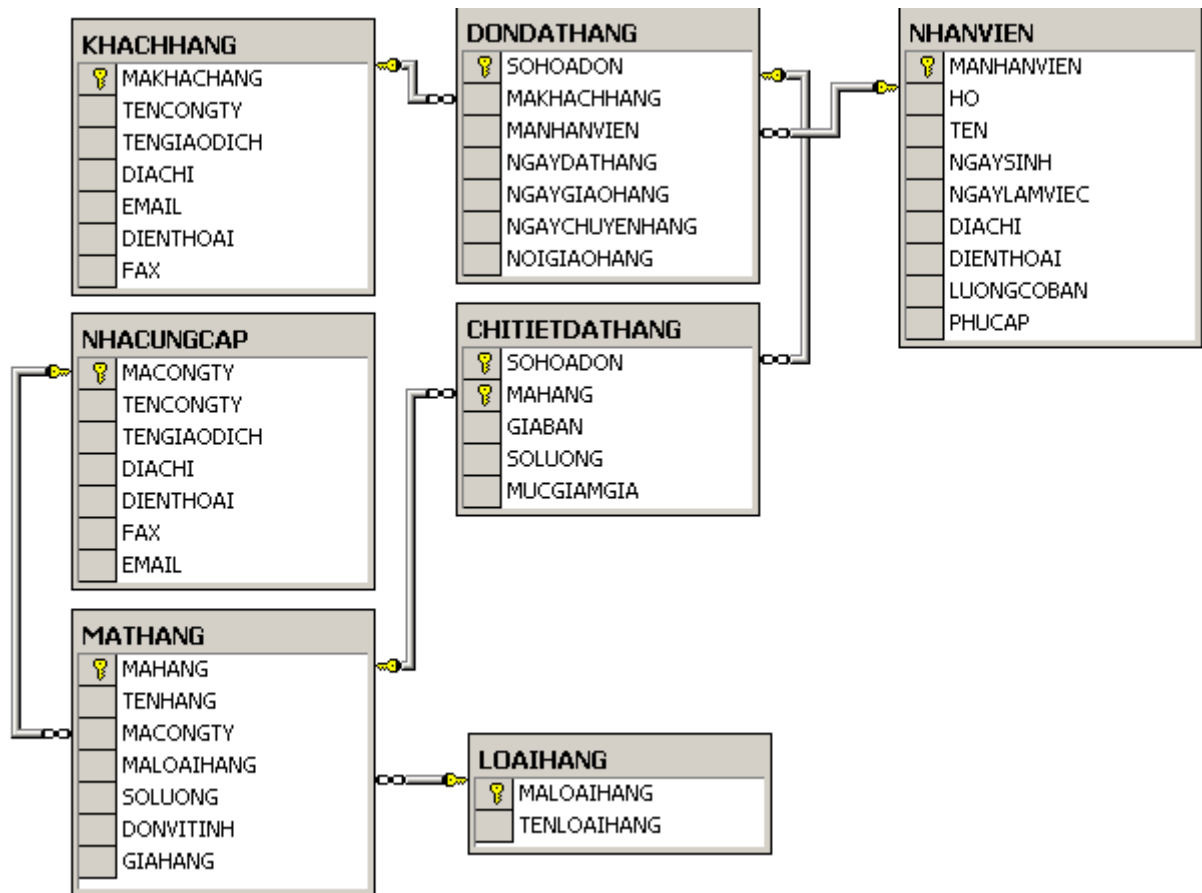 KHACHHANG
MAKHACHANG
TENCONGTY
TENGIAODICH
DIACHI
EMAIL
DIENTHOAI
FAX
DONDATHANG
SOHOADON
MAKHACHHANG
MANHANVIEN
NGAYDATHANG
NGAYGIAOHANG
NGAYCHUYENHANG
NOIGIAOHANG
NHANVIEN
MANHANVIEN
HO
TEN
NGAYSINH
NGAYLAMVIEC
DIACHI
DIENTHOAI
LUONGCOBAN
PHUCAP
NHACUNGCAP
MACONGTY
TENCONGTY
TENGIAODICH
DIACHI
DIENTHOAI
FAX
EMAIL
CHITIETDATHANG
SOHOADON
MAHANG
GIABAN
SOLUONG
MUCGIAMGIA
MATHANG
MAHANG
TENHANG
MACONGTY
MALOAIHANG
SOLUONG
DONVITINH
GIAHANG
LOAIHANG
MALOAIHANG
TENLOAIHANG